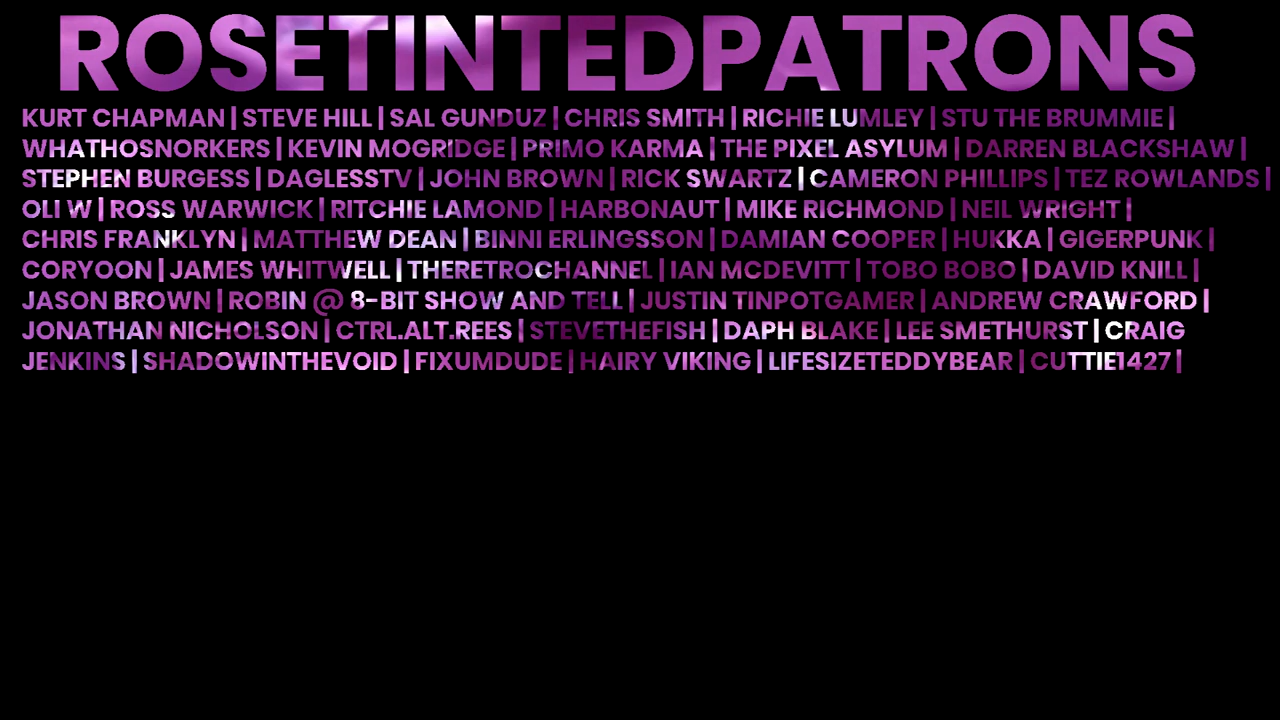 ROSETINTEDPATRONS
KURT CHAPMAN | STEVE HILL | SAL GUNDUZ | CHRIS SMITH | RICHIE LUMLEY | STU THE BRUMMIE |
WHATHOSNORKERS | KEVIN MOGRIDGE | PRIMO KARMA | THE PIXEL ASYLUM | DARREN BLACKSHAW |
STEPHEN BURGESS | DAGLESSTV | JOHN BROWN | RICK SWARTZ | CAMERON PHILLIPS | TEZ ROWLANDS |
OLI W | ROSS WARWICK | RITCHIE LAMOND | HARBONAUT | MIKE RICHMOND | NEIL WRIGHT |
CHRIS FRANKLYN | MATTHEW DEAN | BINNI ERLINGSSON | DAMIAN COOPER | HUKKA | GIGERPUNK |
CORYOON | JAMES WHITWELL | THERETROCHANNEL | IAN MCDEVITT | TOBO BOBO | DAVID KNILL |
JASON BROWN | ROBIN @ 8-BIT SHOW AND TELL | JUSTIN TINPOTGAMER | ANDREW CRAWFORD |
JONATHAN NICHOLSON | CTRL.ALT.REES | STEVETHEFISH | DAPH BLAKE | LEE SMETHURST | CRAIG
JENKINS | SHADOWINTHEVOID | FIXUMDUDE | HAIRY VIKING | LIFESIZETEDDYBEAR | CUTTIE1427 |